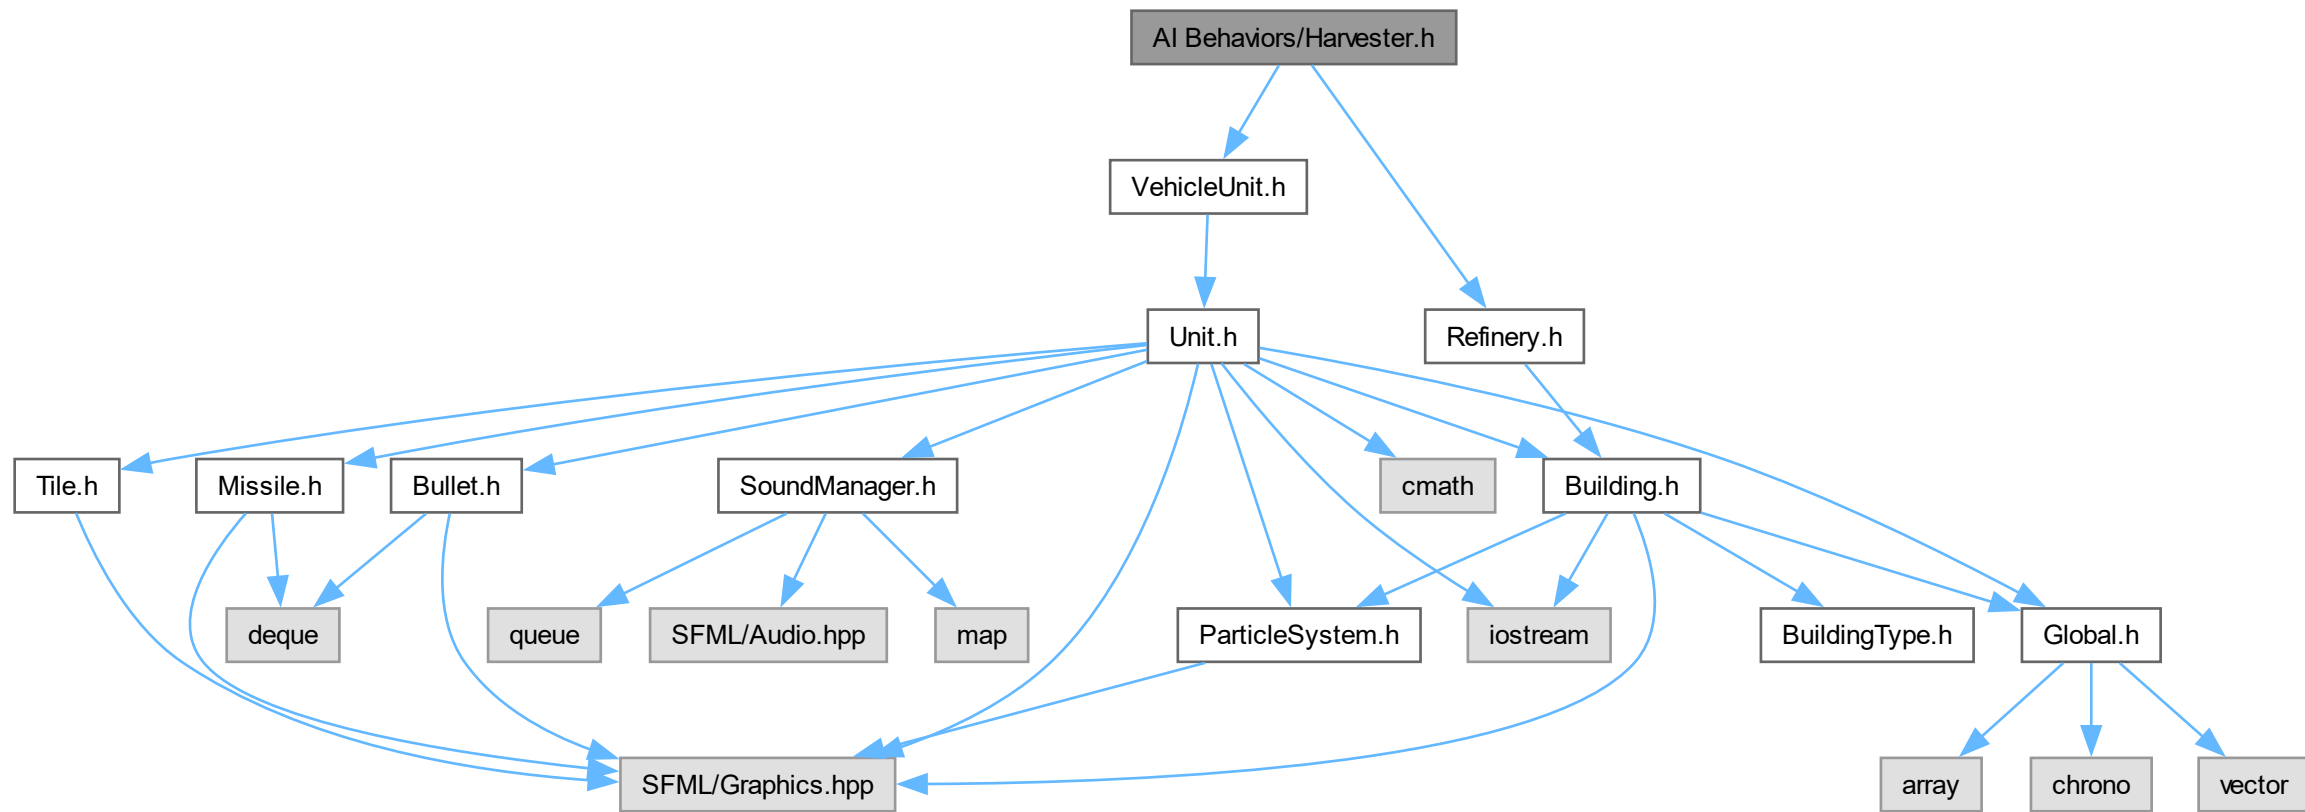 AI Behaviors/Harvester.h
VehicleUnit.h
Unit.h
Refinery.h
Tile.h
Missile.h
Bullet.h
SoundManager.h
cmath
Building.h
deque
queue
SFML/Audio.hpp
map
ParticleSystem.h
iostream
BuildingType.h
Global.h
SFML/Graphics.hpp
array
chrono
vector